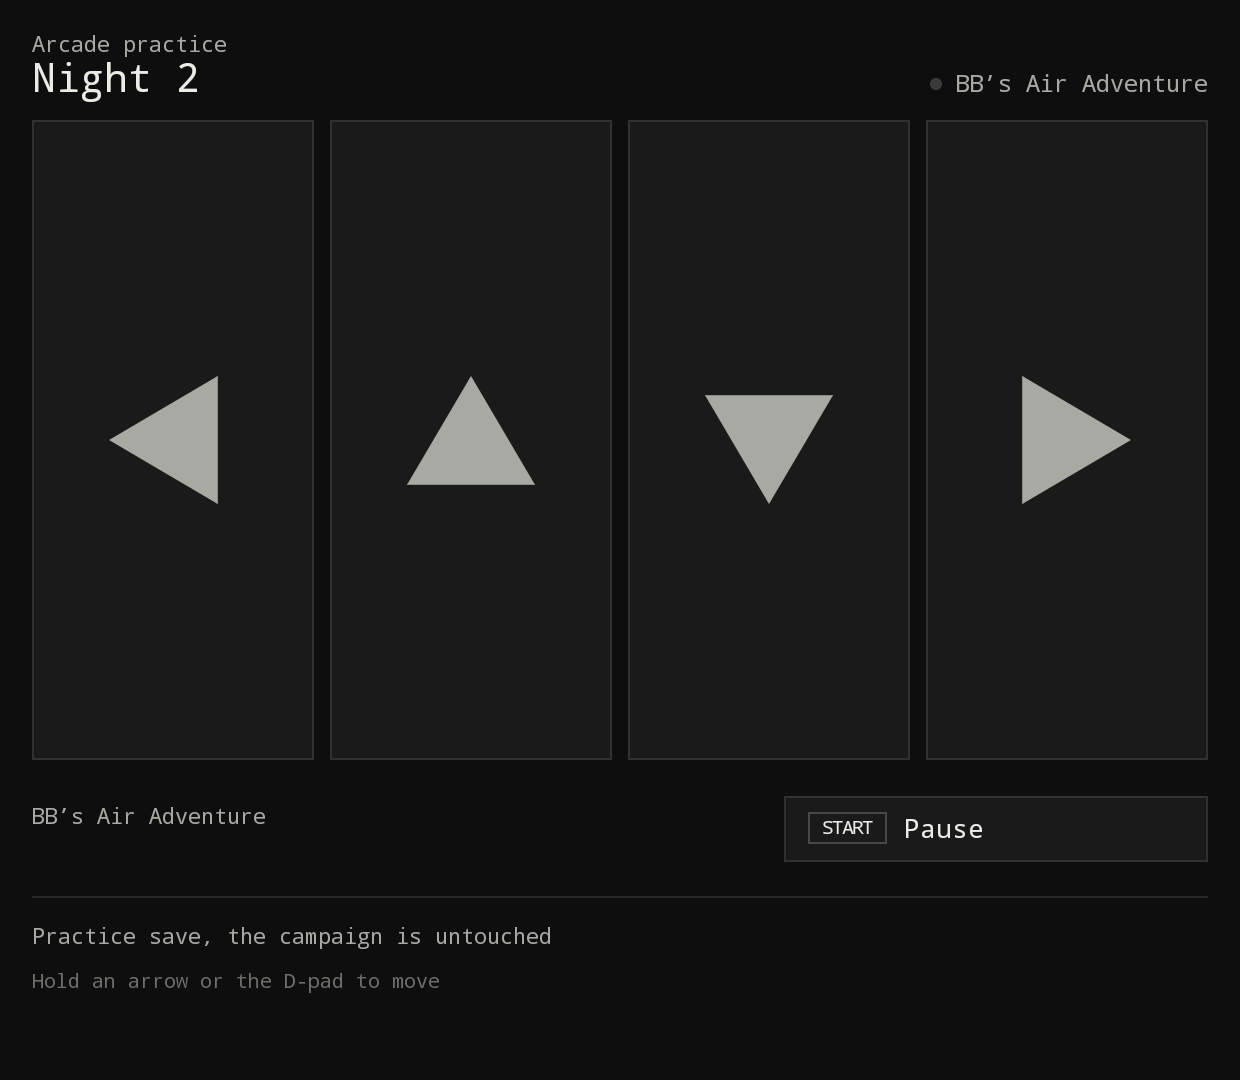 Arcade practice
Night 2
BB’s Air Adventure
BB’s Air Adventure
START Pause
Practice save, the campaign is untouched
Hold an arrow or the D-pad to move